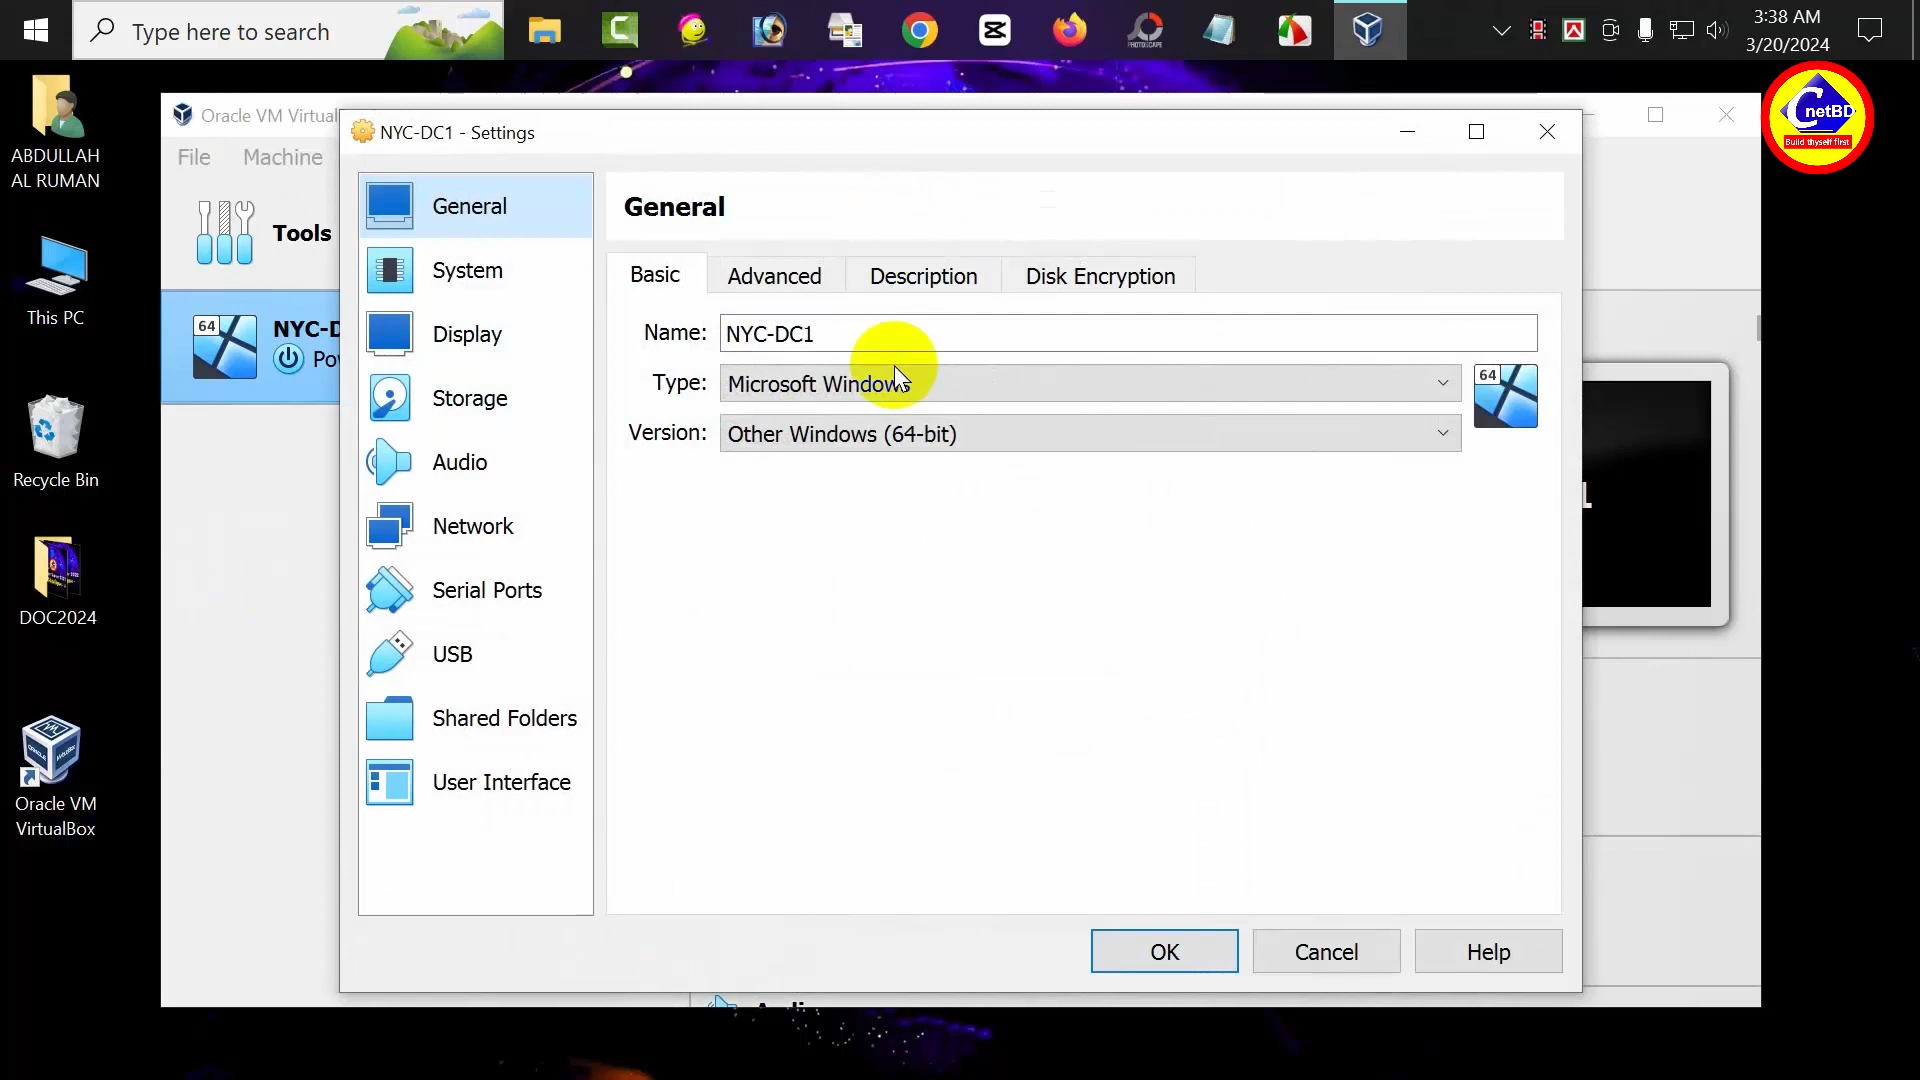 Type here to search
PHOTOSCAPE
3:38 AM
3/20/2024
C
netBD
Build thyself first
ABDULLAH
AL RUMAN
This PC
Recycle Bin
DOC2024
Oracle VM
VirtualBox
Oracle VM Virtual
File Machine
Tools
64
NYC-D
Po
NYC-DC1 - Settings
General
System
Display
Storage
Audio
Network
Serial Ports
USB
Shared Folders
User Interface
General
Basic Advanced Description Disk Encryption
Name: NYC-DC1
Type: Microsoft Windows
64
Version: Other Windows (64-bit)
OK Cancel Help
1